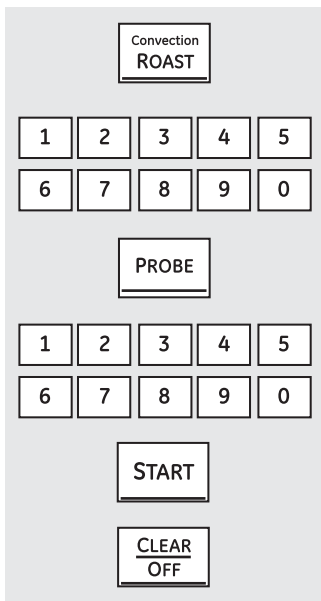 Convection
ROAST
1 2 3 4 5
6 7 8 9 0
PROBE
1 2 3 4 5
6 7 8 9 0
START
CLEAR
OFF